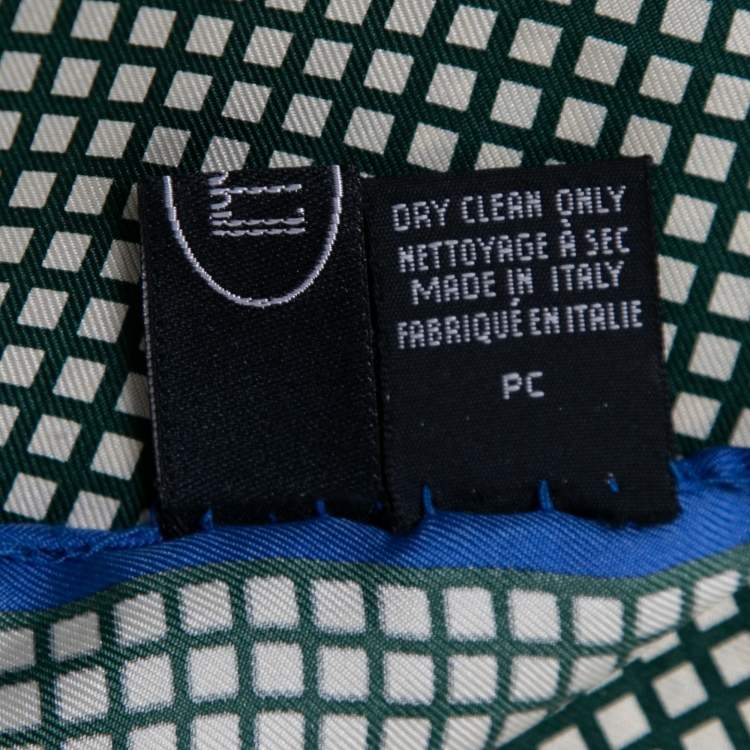 DRY CLEAN ONLY
NETTOYAGE À SEC
MADE IN ITALY
FABRIQUÉ EN ITALIE
PC